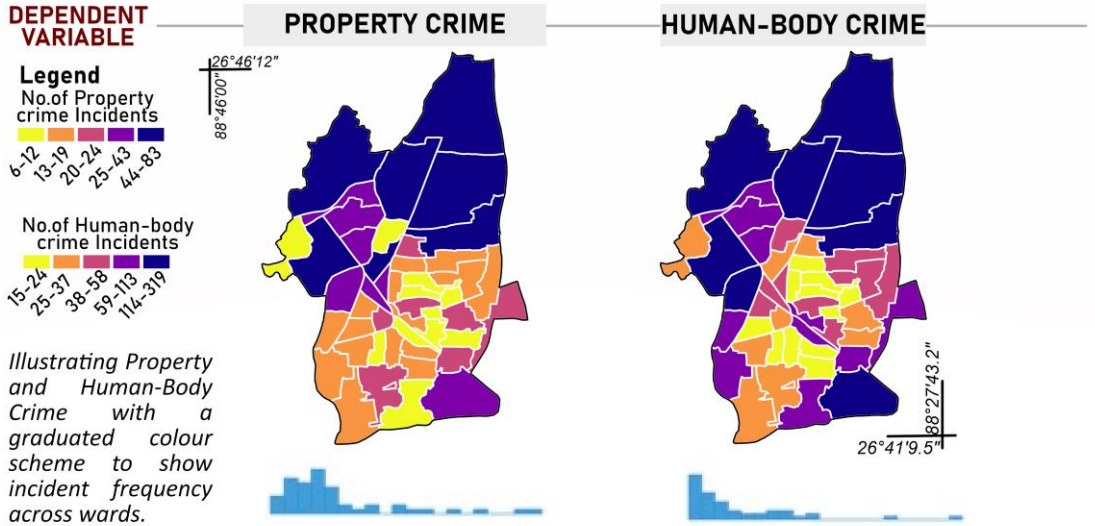 DEPENDENT
VARIABLE
PROPERTY CRIME
HUMAN-BODY CRIME
26°46'12"
88°46'00"
Legend
No.of Property
crime Incidents
6-12
13-19
20-24
25-43
44-83
No.of Human-body
crime Incidents
15-24
25-37
38-58
59-113
114-319
Illustrating Property
and Human-Body
Crime with a
graduated colour
scheme to show
incident frequency
across wards.
88°27'43.2"
26°41'9.5"